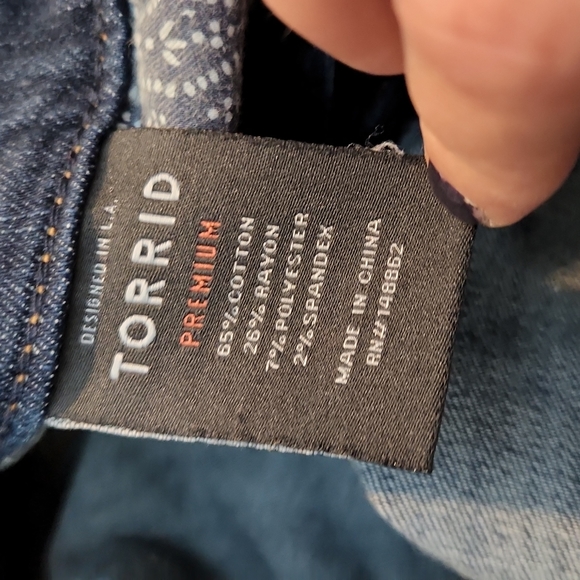 DESIGNED IN L.A.
TORRID
PREMIUM
65% COTTON
26% RAYON
7% POLYESTER
2% SPANDEX
MADE IN CHINA
RN# 148862